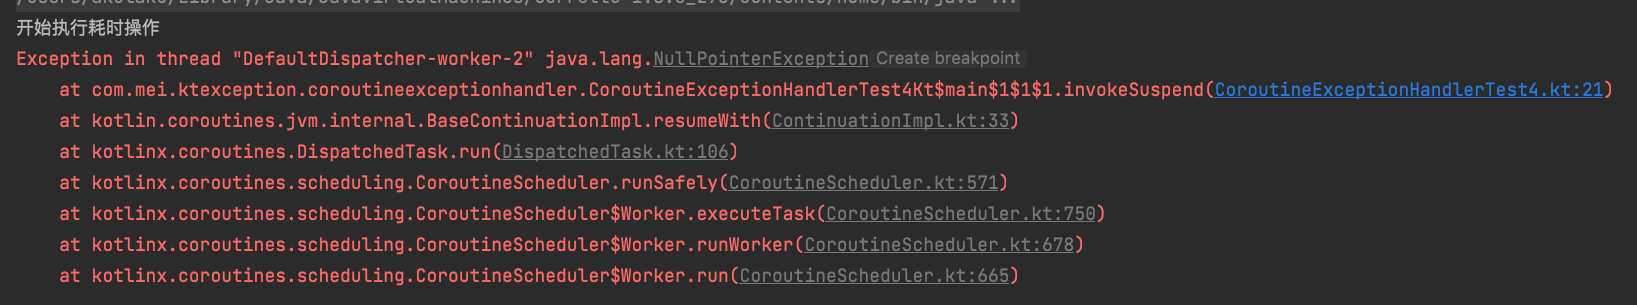 开始执行耗时操作
Exception in thread "DefaultDispatcher-worker-2" java.lang.NullPointerException Create breakpoint
at com.mei.ktexception.coroutineexceptionhandler.CoroutineExceptionHandlerTest4Kt$main$1$1$1.invokeSuspend(CoroutineExceptionHandlerTest4.kt:21)
at kotlin.coroutines.jvm.internal.BaseContinuationImpl.resumeWith(ContinuationImpl.kt:33)
at kotlinx.coroutines.DispatchedTask.run(DispatchedTask.kt:106)
at kotlinx.coroutines.scheduling.CoroutineScheduler.runSafely(CoroutineScheduler.kt:571)
at kotlinx.coroutines.scheduling.CoroutineScheduler$Worker.executeTask(CoroutineScheduler.kt:750)
at kotlinx.coroutines.scheduling.CoroutineScheduler$Worker.runWorker(CoroutineScheduler.kt:678)
at kotlinx.coroutines.scheduling.CoroutineScheduler$Worker.run(CoroutineScheduler.kt:665)